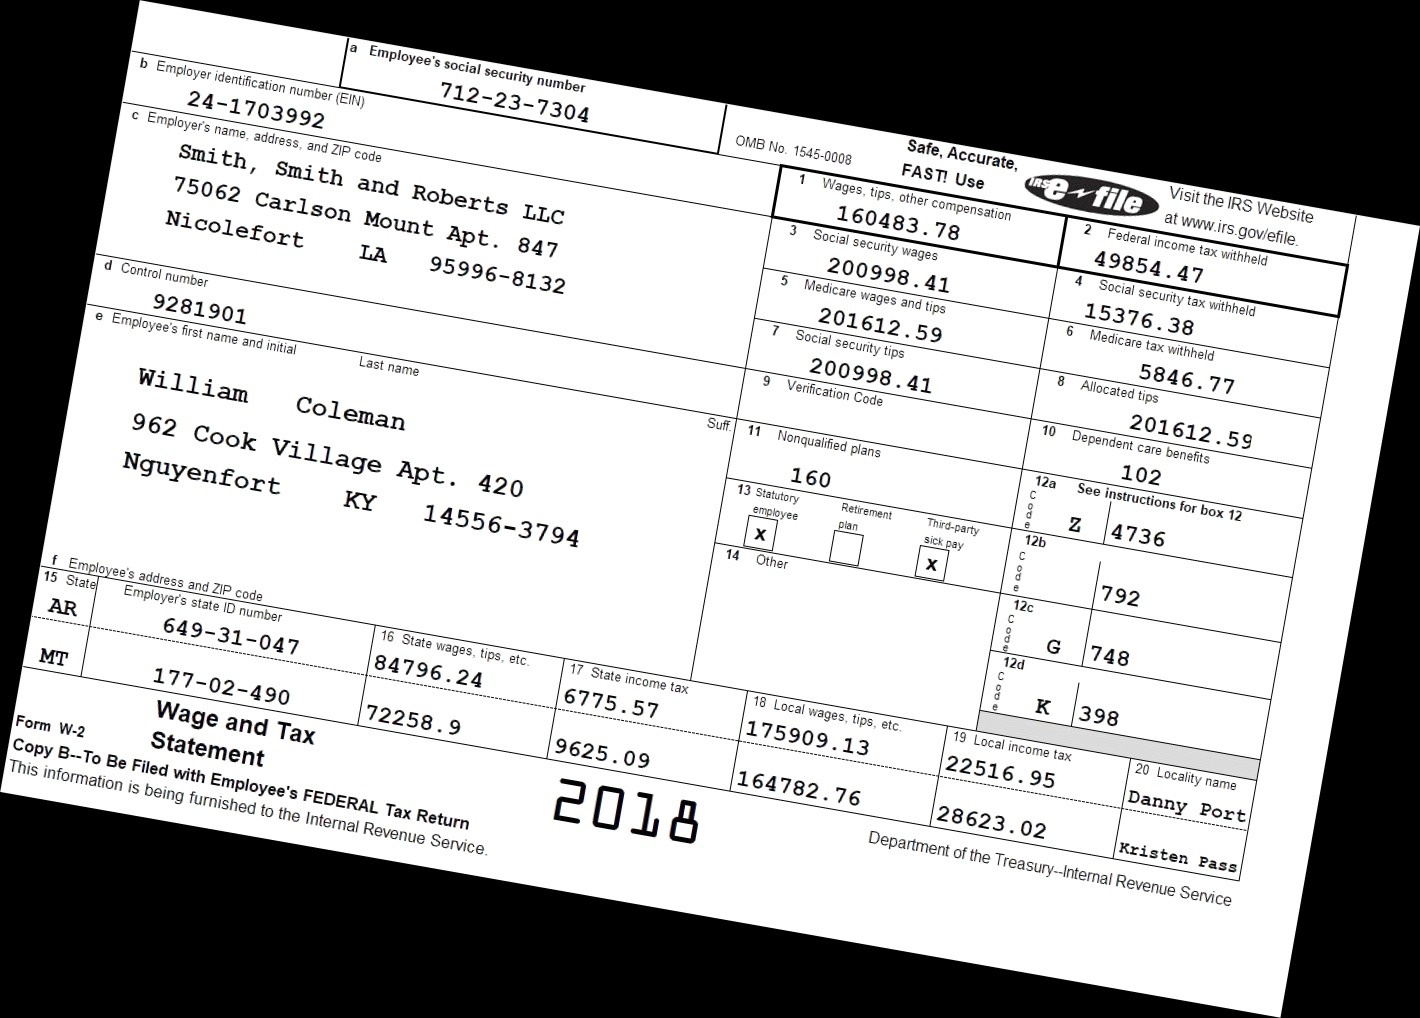 a Employee's social security number
712-23-7304
OMB No. 1545-0008
Safe, Accurate,
FAST! Use
IRS e-file
Visit the IRS Website
at www.irs.gov/efile.
b Employer identification number (EIN)
24-1703992
c Employer's name, address, and ZIP code
Smith, Smith and Roberts LLC
75062 Carlson Mount Apt. 847
Nicolefort LA 95996-8132
d Control number
9281901
e Employee's first name and initial Last name Suff.
William Coleman
962 Cook Village Apt. 420
Nguyenfort KY 14556-3794
f Employee's address and ZIP code
1 Wages, tips, other compensation
160483.78
2 Federal income tax withheld
49854.47
3 Social security wages
200998.41
4 Social security tax withheld
15376.38
5 Medicare wages and tips
201612.59
6 Medicare tax withheld
5846.77
7 Social security tips
200998.41
8 Allocated tips
201612.59
9 Verification Code
10 Dependent care benefits
102
11 Nonqualified plans
160
12a See instructions for box 12
Code Z 4736
12b
Code 792
12c
Code G 748
12d
Code K 398
13 Statutory employee Retirement plan Third-party sick pay
x x
14 Other
15 State Employer's state ID number
AR 649-31-047
MT 177-02-490
16 State wages, tips, etc.
84796.24
72258.9
17 State income tax
6775.57
9625.09
18 Local wages, tips, etc.
175909.13
164782.76
19 Local income tax
22516.95
28623.02
20 Locality name
Danny Port
Kristen Pass
Form W-2
Wage and Tax
Statement
Copy B--To Be Filed with Employee's FEDERAL Tax Return
This information is being furnished to the Internal Revenue Service.
2018
Department of the Treasury--Internal Revenue Service